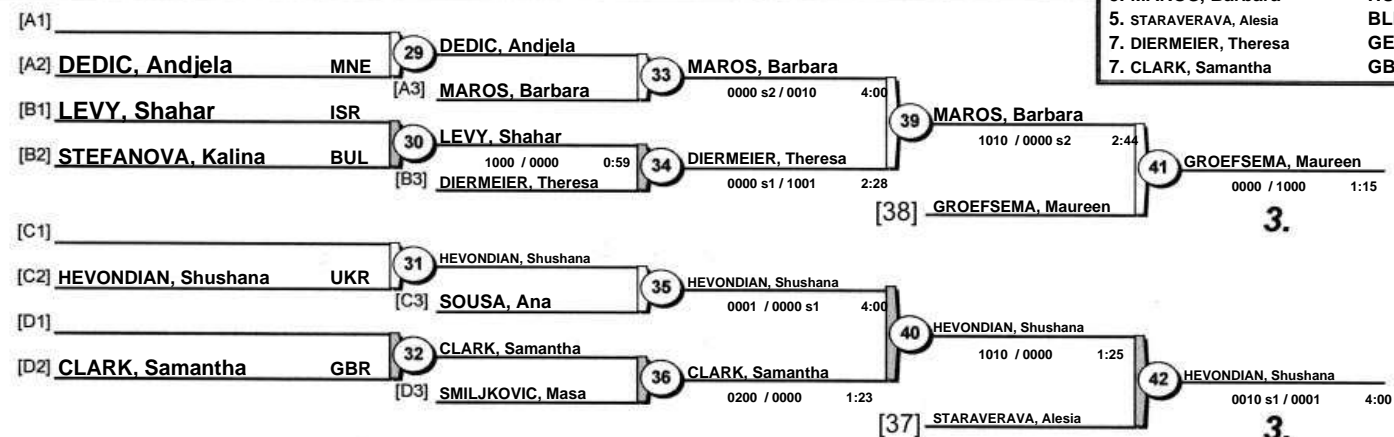 5. STARAVERAVA, Alesia
7. DIERMEIER, Theresa GE
7. CLARK, Samantha GB
[A1]
[A2] DEDIC, Andjela MNE
29 DEDIC, Andjela
[A3] MAROS, Barbara
33 MAROS, Barbara
0000 s2 / 0010 4:00
[B1] LEVY, Shahar ISR
[B2] STEFANOVA, Kalina BUL
30 LEVY, Shahar
1000 / 0000 0:59
[B3] DIERMEIER, Theresa
34 DIERMEIER, Theresa
0000 s1 / 1001 2:28
39 MAROS, Barbara
1010 / 0000 s2 2:44
[38] GROEFSEMA, Maureen
41 GROEFSEMA, Maureen
0000 / 1000 1:15
3.
[C1]
[C2] HEVONDIAN, Shushana UKR
31 HEVONDIAN, Shushana
[C3] SOUSA, Ana
35 HEVONDIAN, Shushana
0001 / 0000 s1 4:00
[D1]
[D2] CLARK, Samantha GBR
32 CLARK, Samantha
[D3] SMILJKOVIC, Masa
36 CLARK, Samantha
0200 / 0000 1:23
40 HEVONDIAN, Shushana
1010 / 0000 1:25
[37] STARAVERAVA, Alesia
42 HEVONDIAN, Shushana
0010 s1 / 0001 4:00
3.